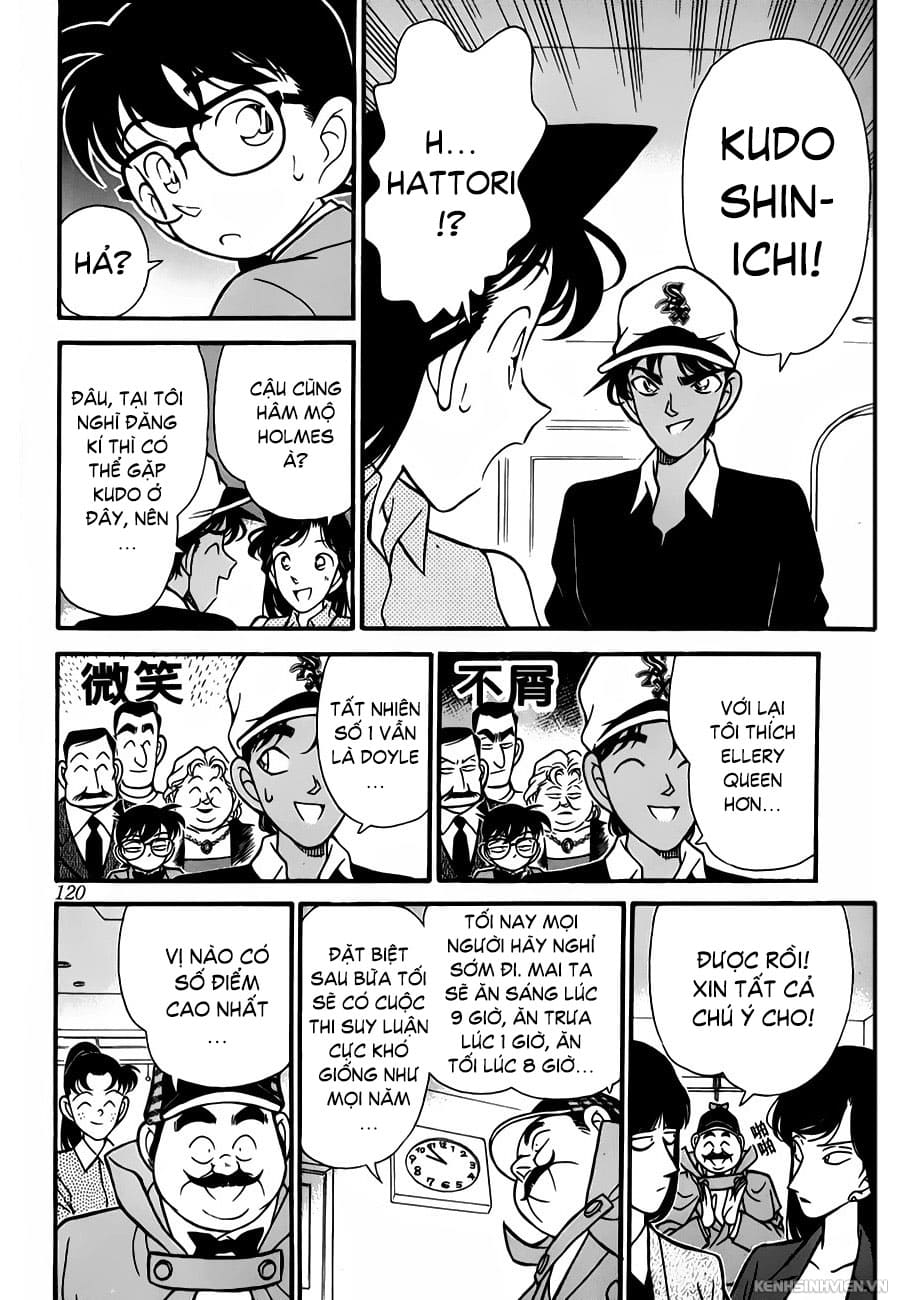 KUDO
SHIN-
ICHI!
H...
HATTORI
!?
HẢ?
CẬU CŨNG
HÂM MỘ
HOLMES
À?
ĐÂU, TẠI TÔI
NGHĨ ĐĂNG
KÍ THÌ CÓ
THỂ GẶP
KUDO Ở
ĐÂY, NÊN
...
VỚI LẠI
TÔI THÍCH
ELLERY
QUEEN
HƠN...
不屑
TẤT NHIÊN
SỐ 1 VẪN
LÀ DOYLE
...
微笑
120
ĐƯỢC RỒI!
XIN TẤT CẢ
CHÚ Ý CHO!
啪
啪
TỐI NAY MỌI
NGƯỜI HÃY NGHỈ
SỚM ĐI. MAI TA
SẼ ĂN SÁNG LÚC
9 GIỜ, ĂN TRƯA
LÚC 1 GIỜ, ĂN
TỐI LÚC 8 GIỜ...
ĐẶT BIỆT
SAU BỮA TỐI
SẼ CÓ CUỘC
THI SUY LUẬN
CỰC KHÓ
GIỐNG NHƯ
MỌI NĂM
...
VỊ NÀO CÓ
SỐ ĐIỂM
CAO NHẤT
...
KENHSINHVIEN.VN